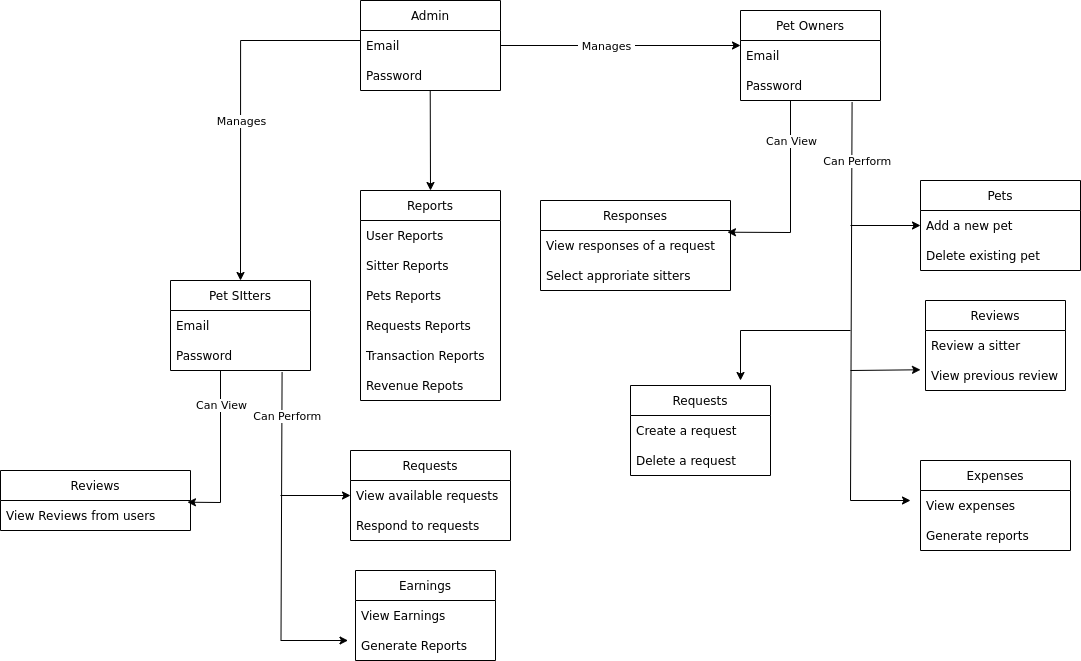 Admin
Email
Password
Manages
Pet Owners
Email
Password
Manages
Can View
Can Perform
Reports
User Reports
Sitter Reports
Pets Reports
Requests Reports
Transaction Reports
Revenue Repots
Responses
View responses of a request
Select approriate sitters
Pets
Add a new pet
Delete existing pet
Pet SItters
Email
Password
Reviews
Review a sitter
View previous review
Requests
Create a request
Delete a request
Can View
Can Perform
Reviews
View Reviews from users
Requests
View available requests
Respond to requests
Expenses
View expenses
Generate reports
Earnings
View Earnings
Generate Reports